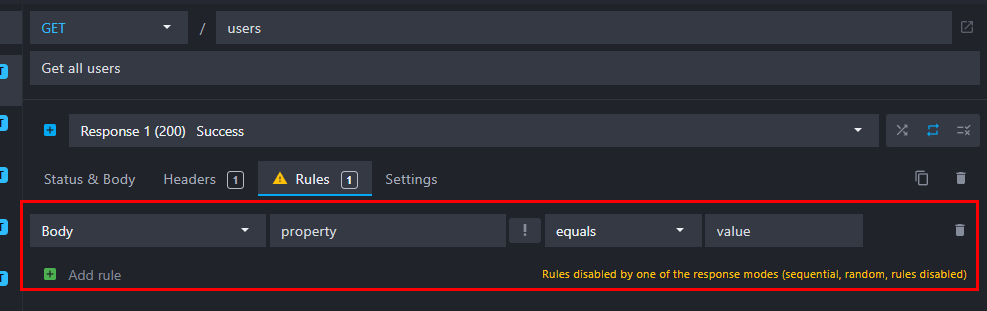 GET / users
Get all users
Response 1 (200) Success
Status & Body Headers 1 Rules 1 Settings
Body property ! equals value
Add rule Rules disabled by one of the response modes (sequential, random, rules disabled)